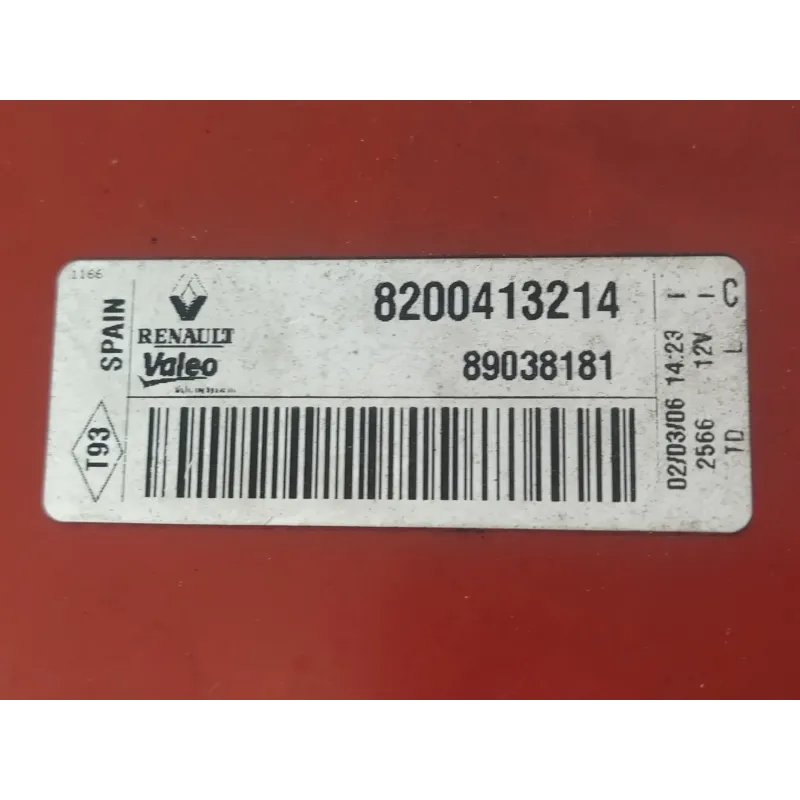 1166
SPAIN
T93
RENAULT
Valeo
8200413214
89038181
02/03/06 14:23 - - C
2566 12V L
TD